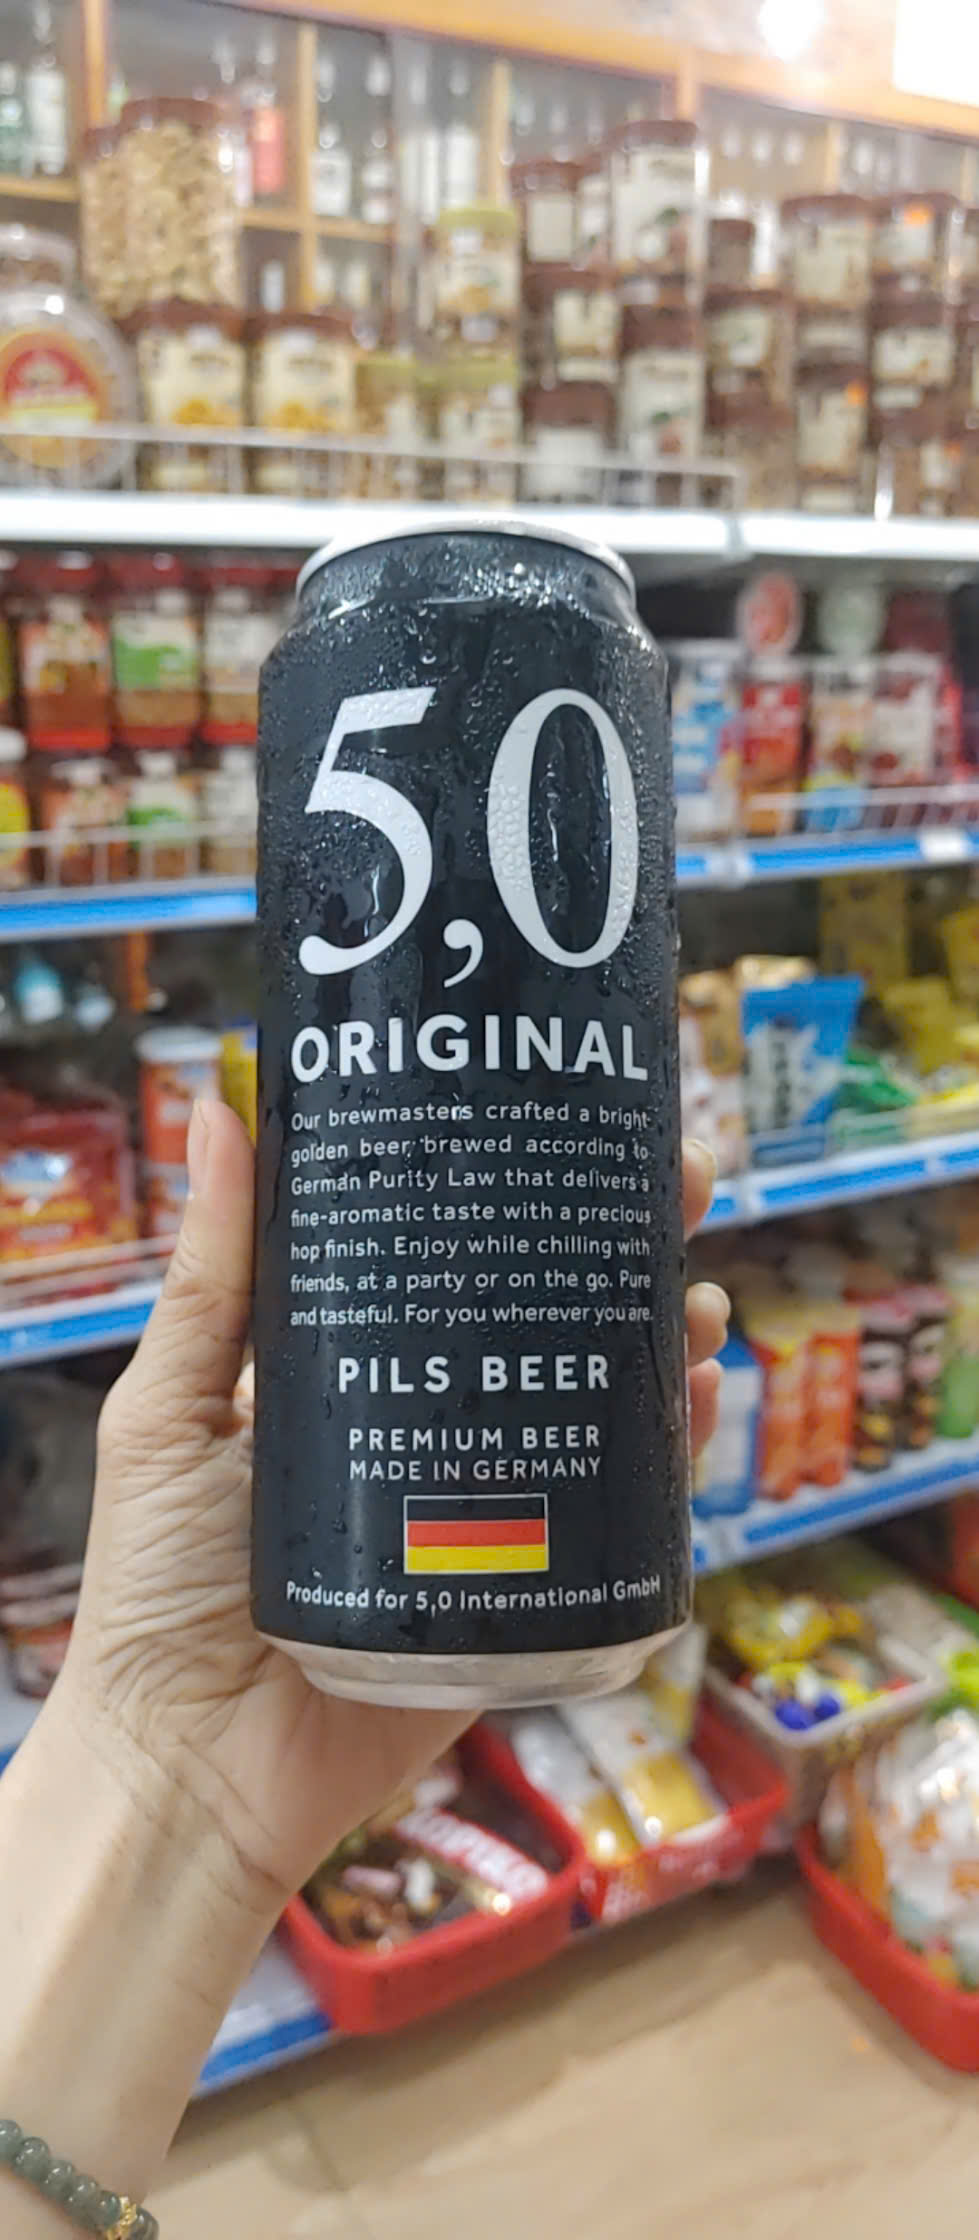 5,0
ORIGINAL
Our brewmasters crafted a bright-
golden beer, brewed according to
German Purity Law that delivers a
fine-aromatic taste with a precious
hop finish. Enjoy while chilling with
friends, at a party or on the go. Pure
and tasteful. For you wherever you are.
PILS BEER
PREMIUM BEER
MADE IN GERMANY
Produced for 5,0 International GmbH